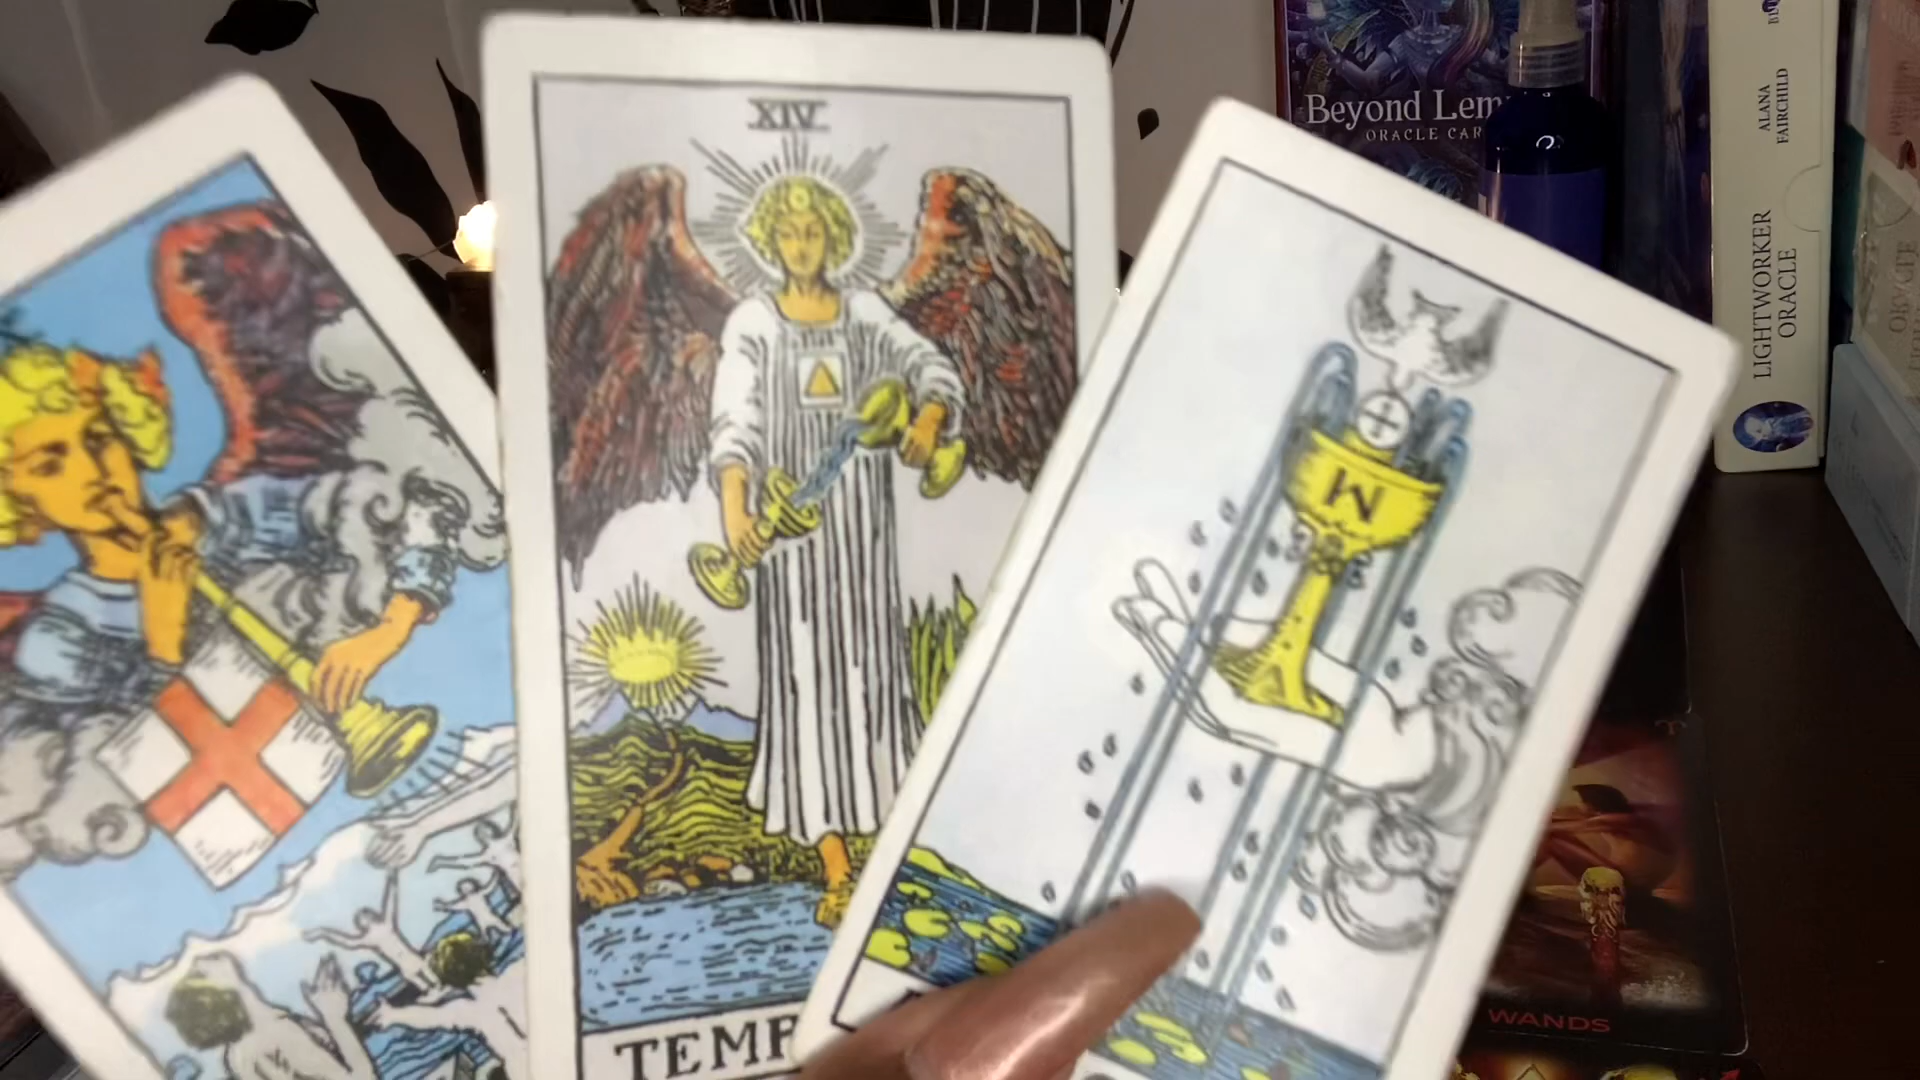 XIV
TEMP
Beyond Lem
ORACLE CAR
ALANA
FAIRCHILD
LIGHTWORKER
ORACLE
WANDS